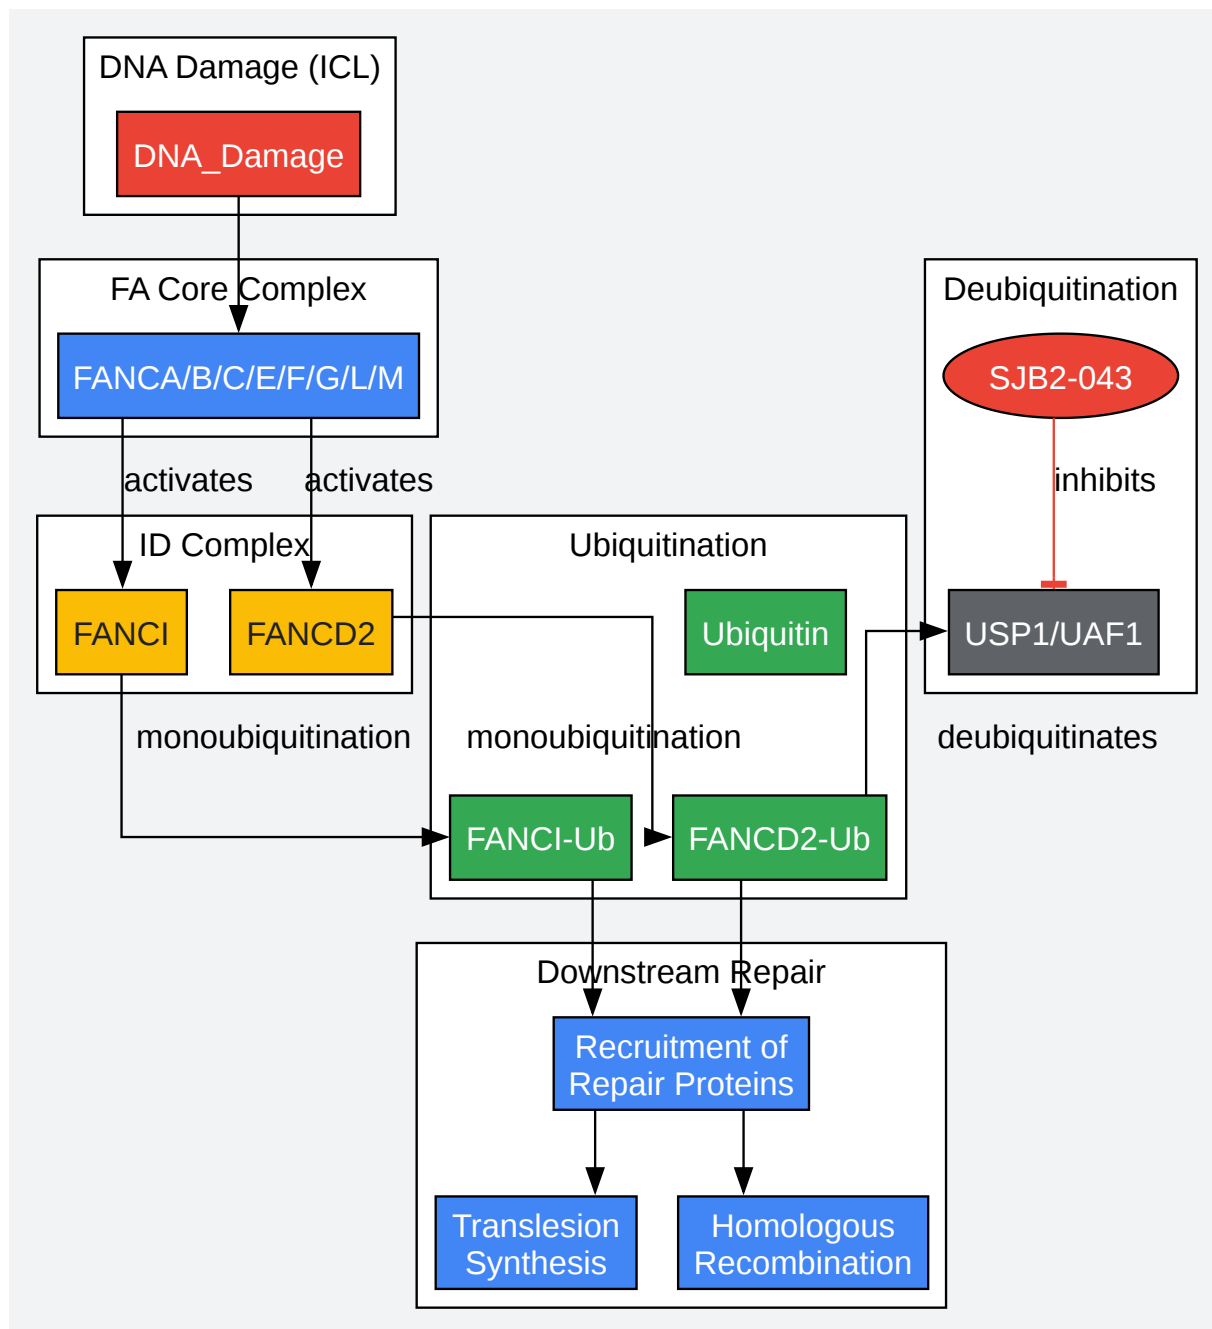 DNA Damage (ICL)
DNA_Damage
FA Core Complex
FANCA/B/C/E/F/G/L/M
Deubiquitination
SJB2-043
activates
activates
inhibits
ID Complex
FANCI
FANCD2
Ubiquitination
Ubiquitin
USP1/UAF1
monoubiquitination
monoubiquitination
deubiquitinates
FANCI-Ub
FANCD2-Ub
Downstream Repair
Recruitment of
Repair Proteins
Translesion
Synthesis
Homologous
Recombination